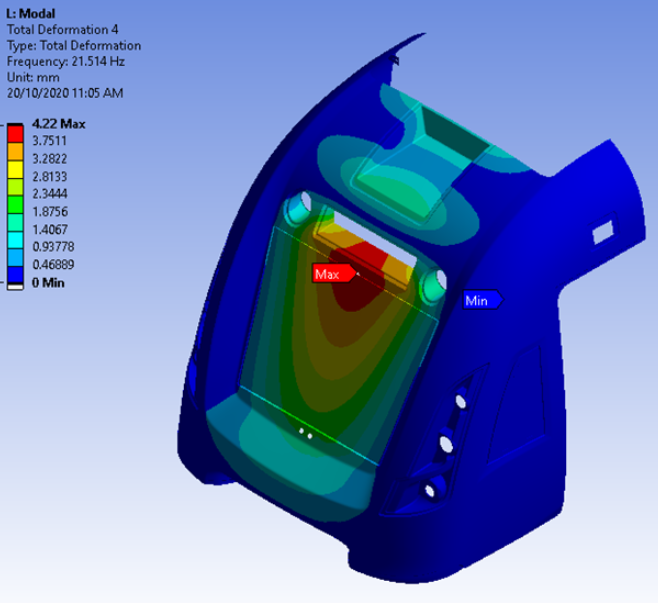 L: Modal
Total Deformation 4
Type: Total Deformation
Frequency: 21.514 Hz
Unit: mm
20/10/2020 11:05 AM
4.22 Max
3.7511
3.2822
2.8133
2.3444
1.8756
1.4067
0.93778
0.46889
0 Min
Max
Min